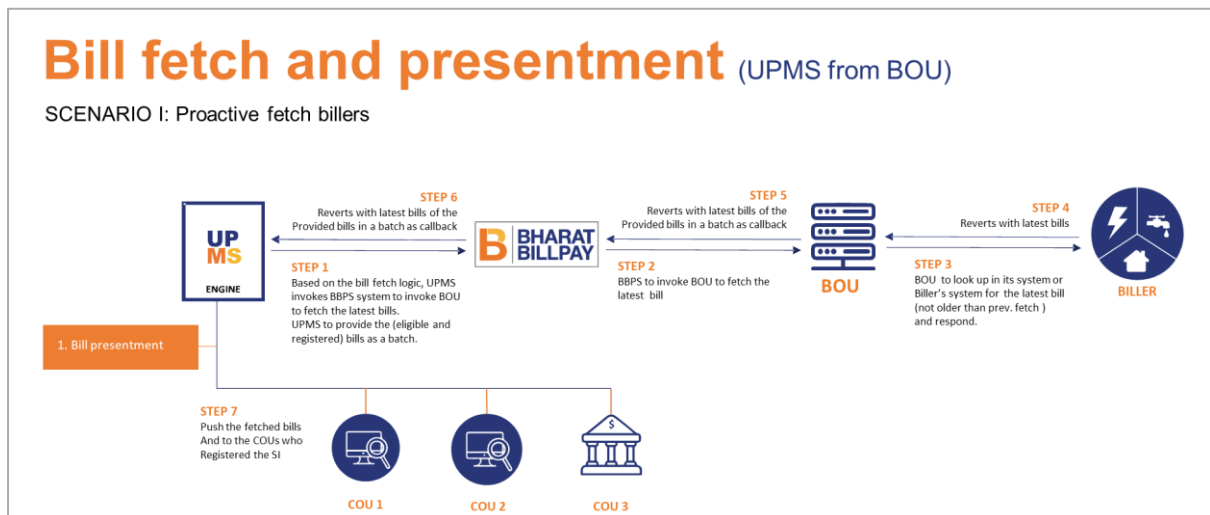 Bill fetch and presentment (UPMS from BOU)
SCENARIO I: Proactive fetch billers
STEP 6
Reverts with latest bills of the
Provided bills in a batch as callback
STEP 5
Reverts with latest bills of the
Provided bills in a batch as callback
STEP 4
Reverts with latest bills
UP
MS
ENGINE
B BHARAT
BILLPAY
BOU
BILLER
STEP 1
Based on the bill fetch logic, UPMS
invokes BBPS system to invoke BOU
to fetch the latest bills.
UPMS to provide the (eligible and
registered) bills as a batch.
STEP 2
BBPS to invoke BOU to fetch the
latest bill
STEP 3
BOU to look up in its system or
Biller's system for the latest bill
(not older than prev. fetch )
and respond.
1. Bill presentment
STEP 7
Push the fetched bills
And to the COUs who
Registered the SI
$
COU 1
COU 2
COU 3